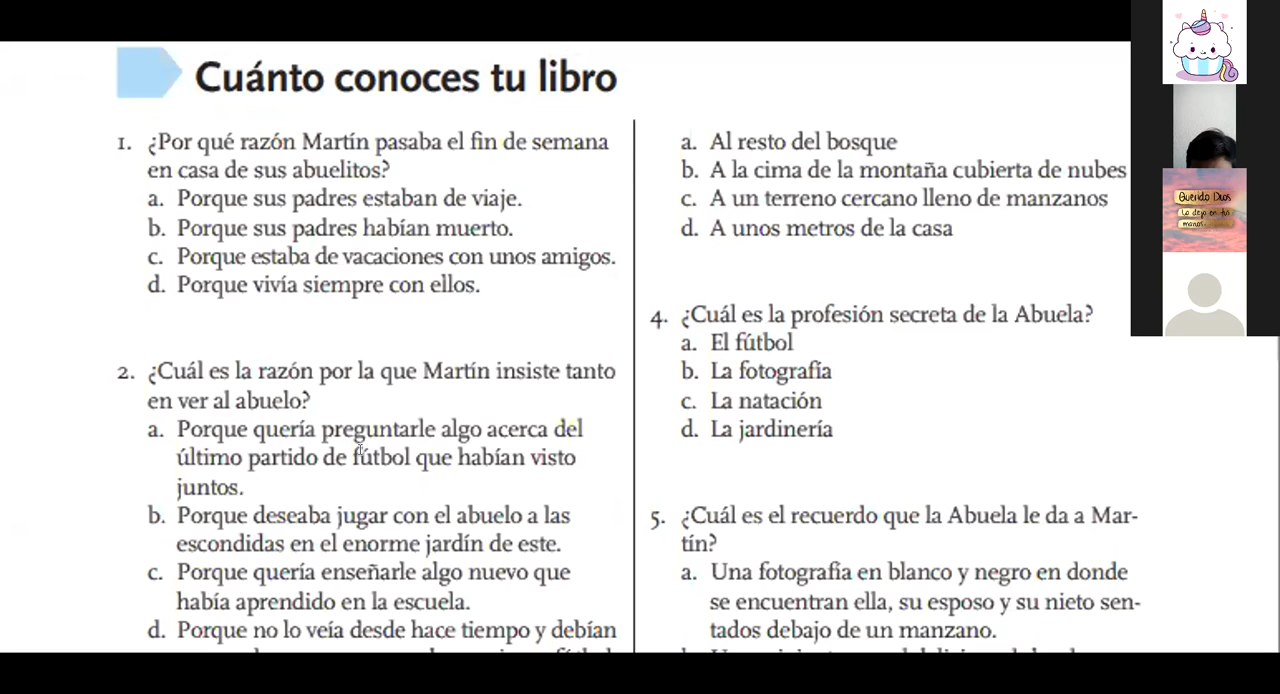 Cuánto conoces tu libro
1. ¿Por qué razón Martín pasaba el fin de semana
en casa de sus abuelitos?
a. Porque sus padres estaban de viaje.
b. Porque sus padres habían muerto.
c. Porque estaba de vacaciones con unos amigos.
d. Porque vivía siempre con ellos.
2. ¿Cuál es la razón por la que Martín insiste tanto
en ver al abuelo?
a. Porque quería preguntarle algo acerca del
último partido de fútbol que habían visto
juntos.
b. Porque deseaba jugar con el abuelo a las
escondidas en el enorme jardín de este.
c. Porque quería enseñarle algo nuevo que
había aprendido en la escuela.
d. Porque no lo veía desde hace tiempo y debían
a. Al resto del bosque
b. A la cima de la montaña cubierta de nubes
c. A un terreno cercano lleno de manzanos
d. A unos metros de la casa
4. ¿Cuál es la profesión secreta de la Abuela?
a. El fútbol
b. La fotografía
c. La natación
d. La jardinería
5. ¿Cuál es el recuerdo que la Abuela le da a Mar-
tín?
a. Una fotografía en blanco y negro en donde
se encuentran ella, su esposo y su nieto sen-
tados debajo de un manzano.
Querido Dios
Lo dejo en tus
manos.